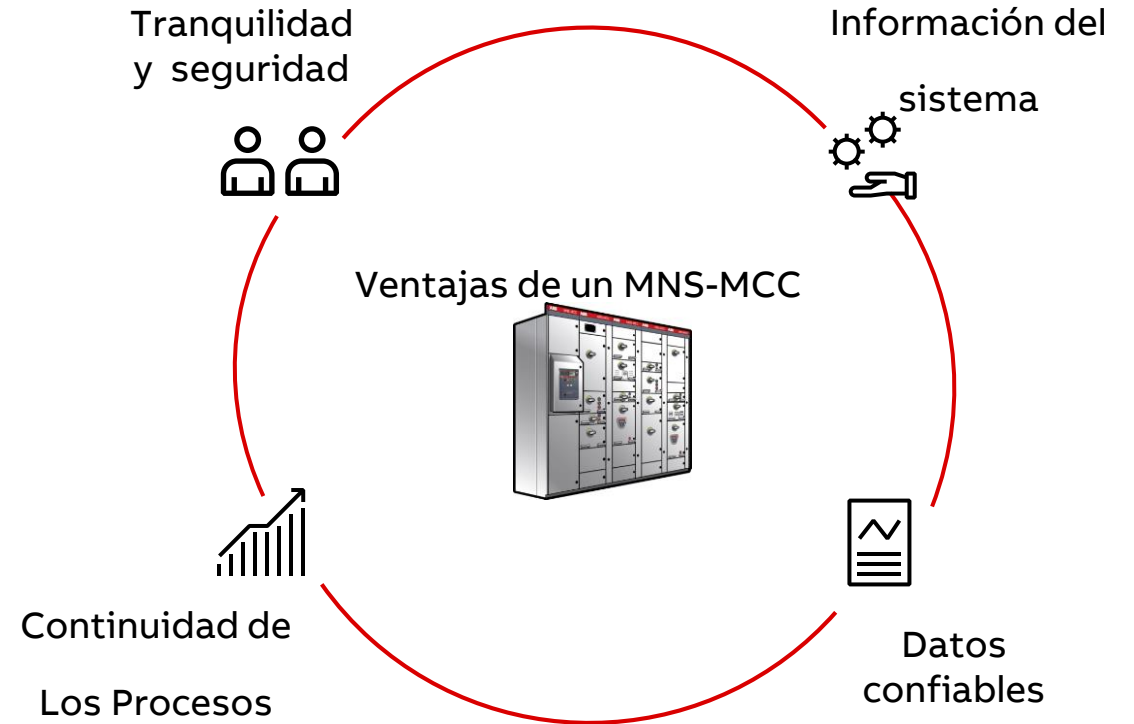 Tranquilidad
y seguridad
Información del
sistema
Ventajas de un MNS-MCC
Continuidad de
Los Procesos
Datos
confiables